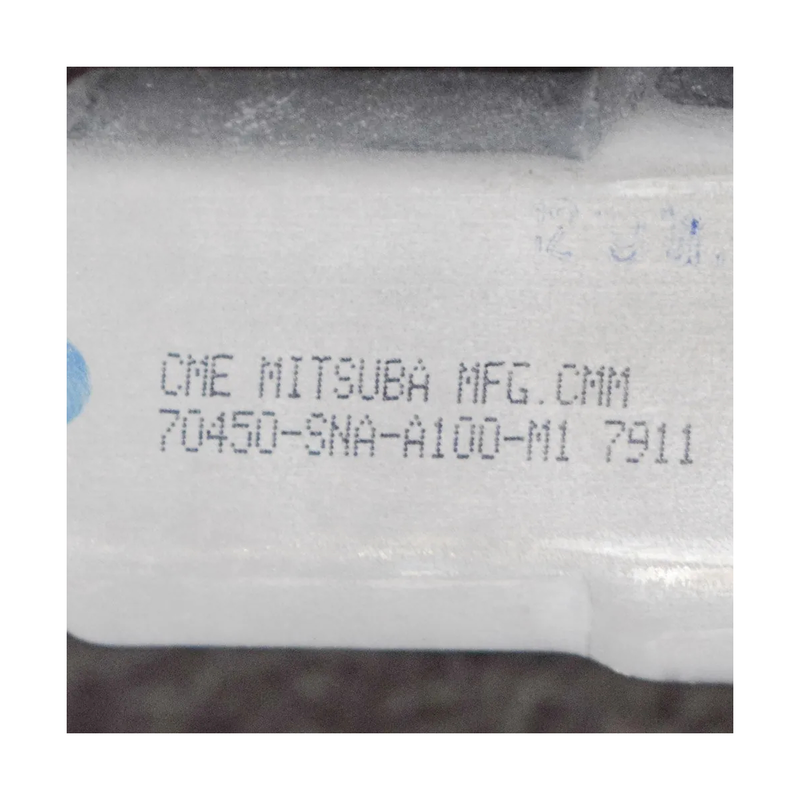 CME MITSUBA MFG.CMM
70450-SNA-A100-M1 7911